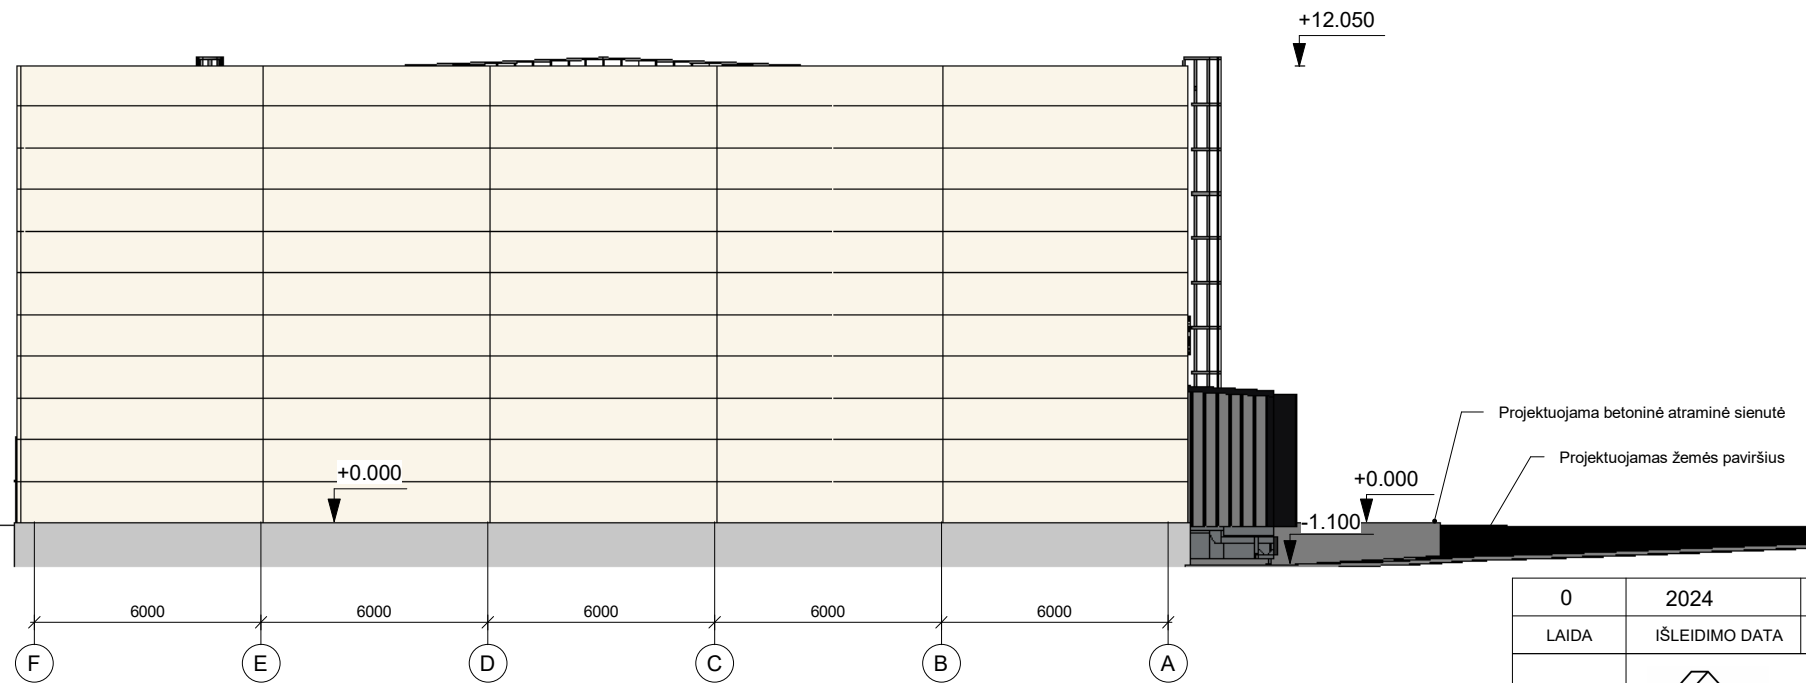 +12.050
Projektuojama betoninė atraminė sienutė
Projektuojamas žemės paviršius
+0.000
+0.000
-1.100
6000 6000 6000 6000 6000
F E D C B A
0 2024
LAIDA IŠLEIDIMO DATA